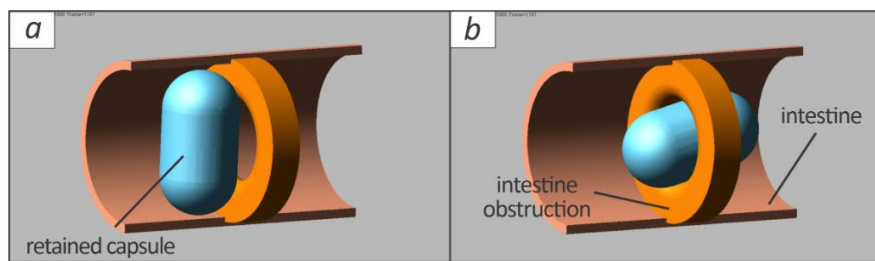 a
retained capsule
b
intestine
intestine
obstruction